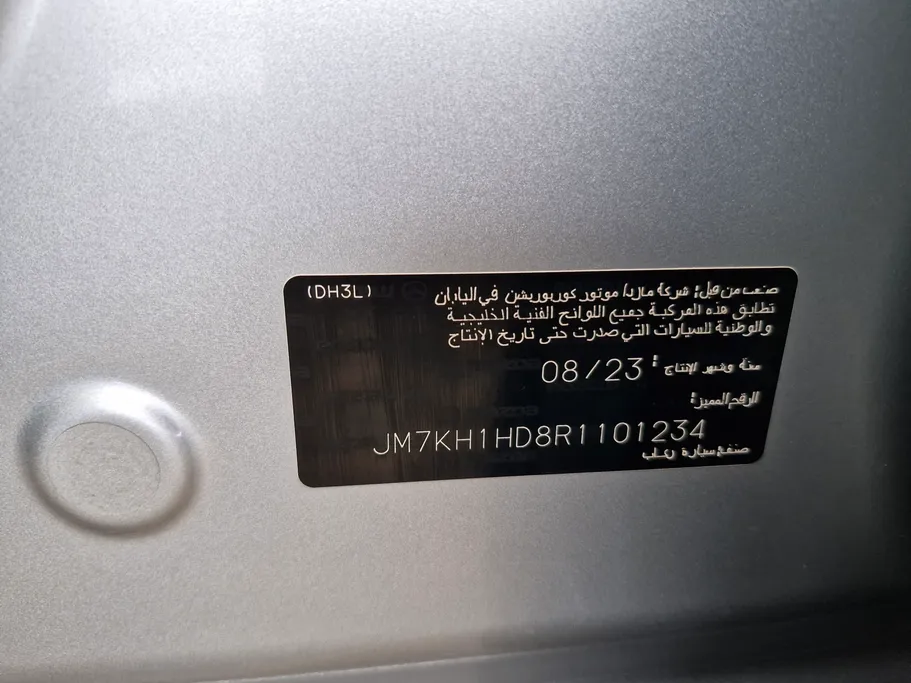 (DH3L)
صنعت من قبل: شركة مازدا موتور كوربوريشن في اليابان
تطابق هذه المركبة جميع اللوائح الفنية الخليجية
والوطنية للسيارات التي صدرت حتى تاريخ الإنتاج
سنة وشهر الإنتاج : 08/23
الرقم المميز:
JM7KH1HD8R1101234
صنف: سيارة ركاب